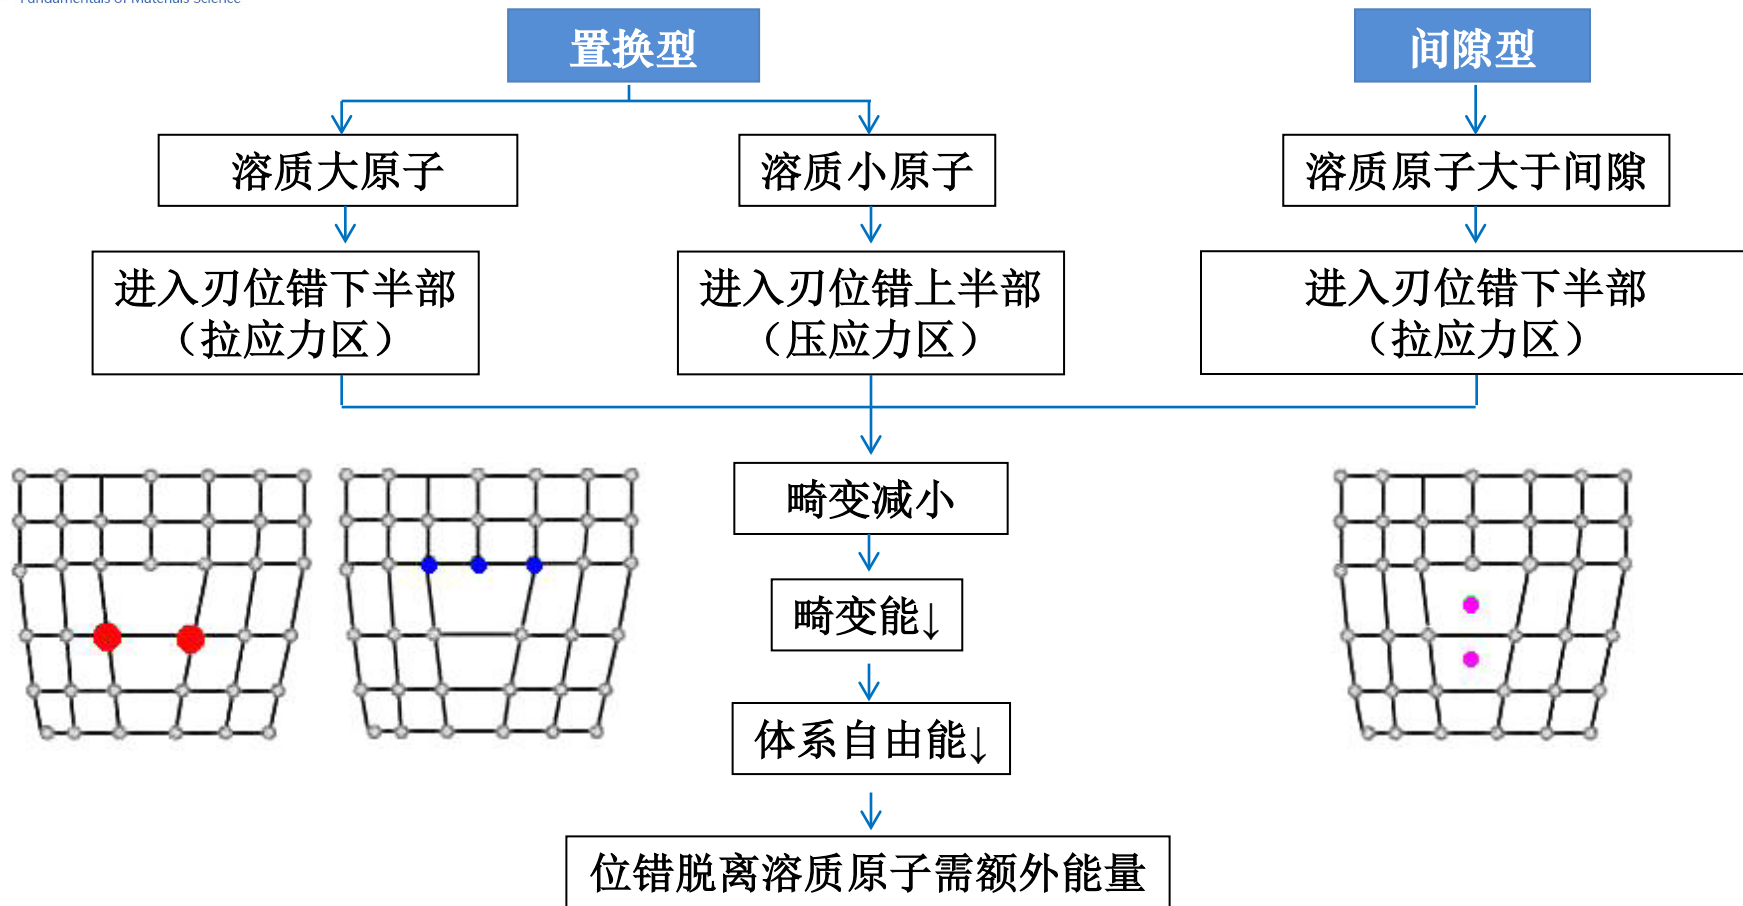 Fundamentals of Materials Science
置换型
间隙型
溶质大原子
溶质小原子
溶质原子大于间隙
进入刃位错下半部
（拉应力区）
进入刃位错上半部
（压应力区）
进入刃位错下半部
（拉应力区）
畸变减小
畸变能↓
体系自由能↓
位错脱离溶质原子需额外能量